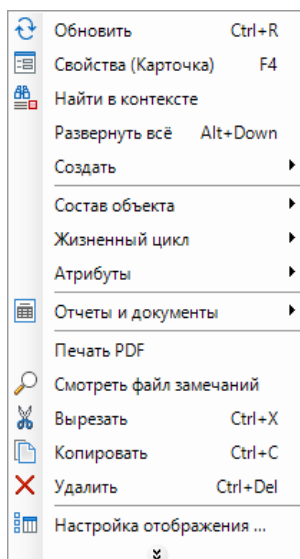 Обновить Ctrl+R
Свойства (Карточка) F4
Найти в контексте
Развернуть всё Alt+Down
Создать
Состав объекта
Жизненный цикл
Атрибуты
Отчеты и документы
Печать PDF
Смотреть файл замечаний
Вырезать Ctrl+X
Копировать Ctrl+C
Удалить Ctrl+Del
Настройка отображения ...